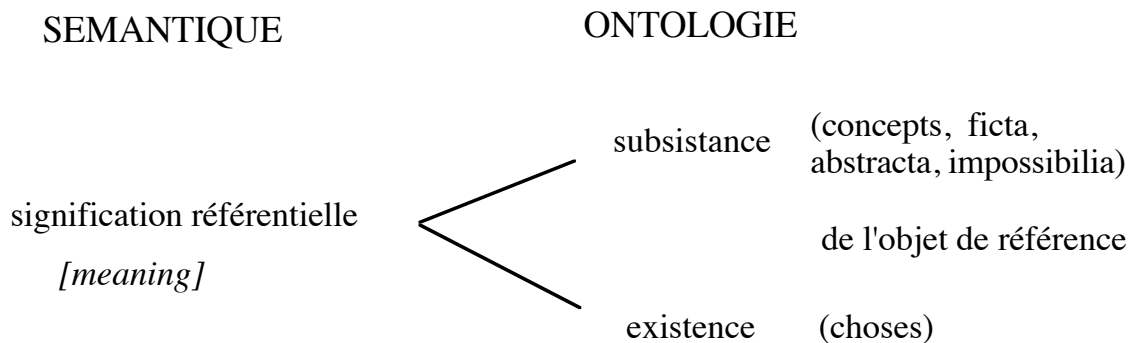 SEMANTIQUE
ONTOLOGIE
subsistance
(concepts, ficta,
abstracta, impossibilia)
signification référentielle
[meaning]
de l'objet de référence
existence
(choses)